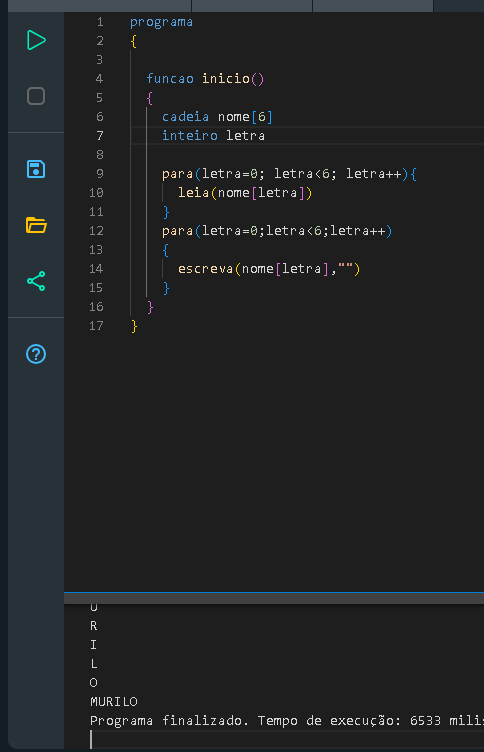 1 programa
2 {
3
4 funcao inicio()
5 {
6 cadeia nome[6]
7 inteiro letra
8
9 para(letra=0; letra<6; letra++){
10 leia(nome[letra])
11 }
12 para(letra=0;letra<6;letra++)
13 {
14 escreva(nome[letra],"")
15 }
16 }
17 }
U
R
I
L
O
MURILO
Programa finalizado. Tempo de execução: 6533 milis